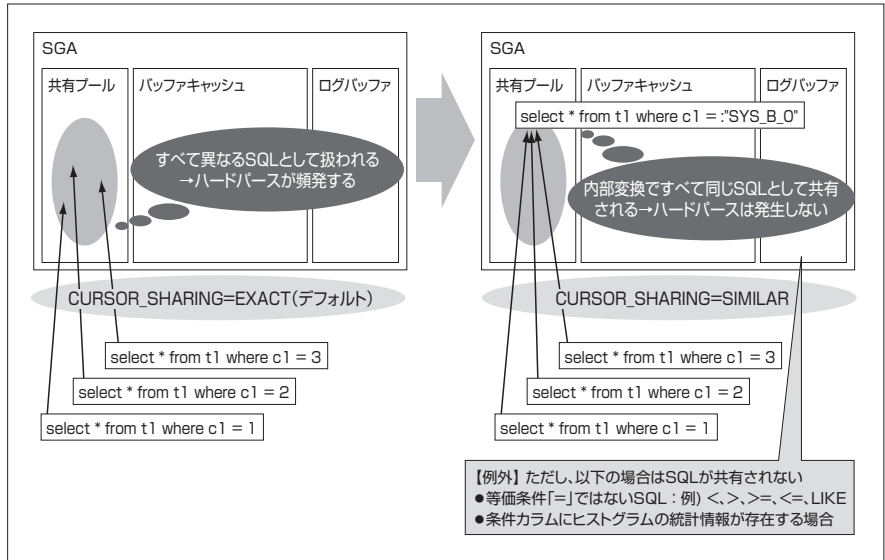 SGA
共有プール
バッファキャッシュ
ログバッファ
すべて異なるSQLとして扱われる
→ハードパースが頻発する
CURSOR_SHARING=EXACT(デフォルト)
select * from t1 where c1 = 3
select * from t1 where c1 = 2
select * from t1 where c1 = 1
SGA
共有プール
バッファキャッシュ
ログバッファ
select * from t1 where c1 = :"SYS_B_0"
内部変換ですべて同じSQLとして共有
される→ハードパースは発生しない
CURSOR_SHARING=SIMILAR
select * from t1 where c1 = 3
select * from t1 where c1 = 2
select * from t1 where c1 = 1
【例外】ただし、以下の場合はSQLが共有されない
●等価条件「=」ではないSQL:例) <、>、>=、<=、LIKE
●条件カラムにヒストグラムの統計情報が存在する場合